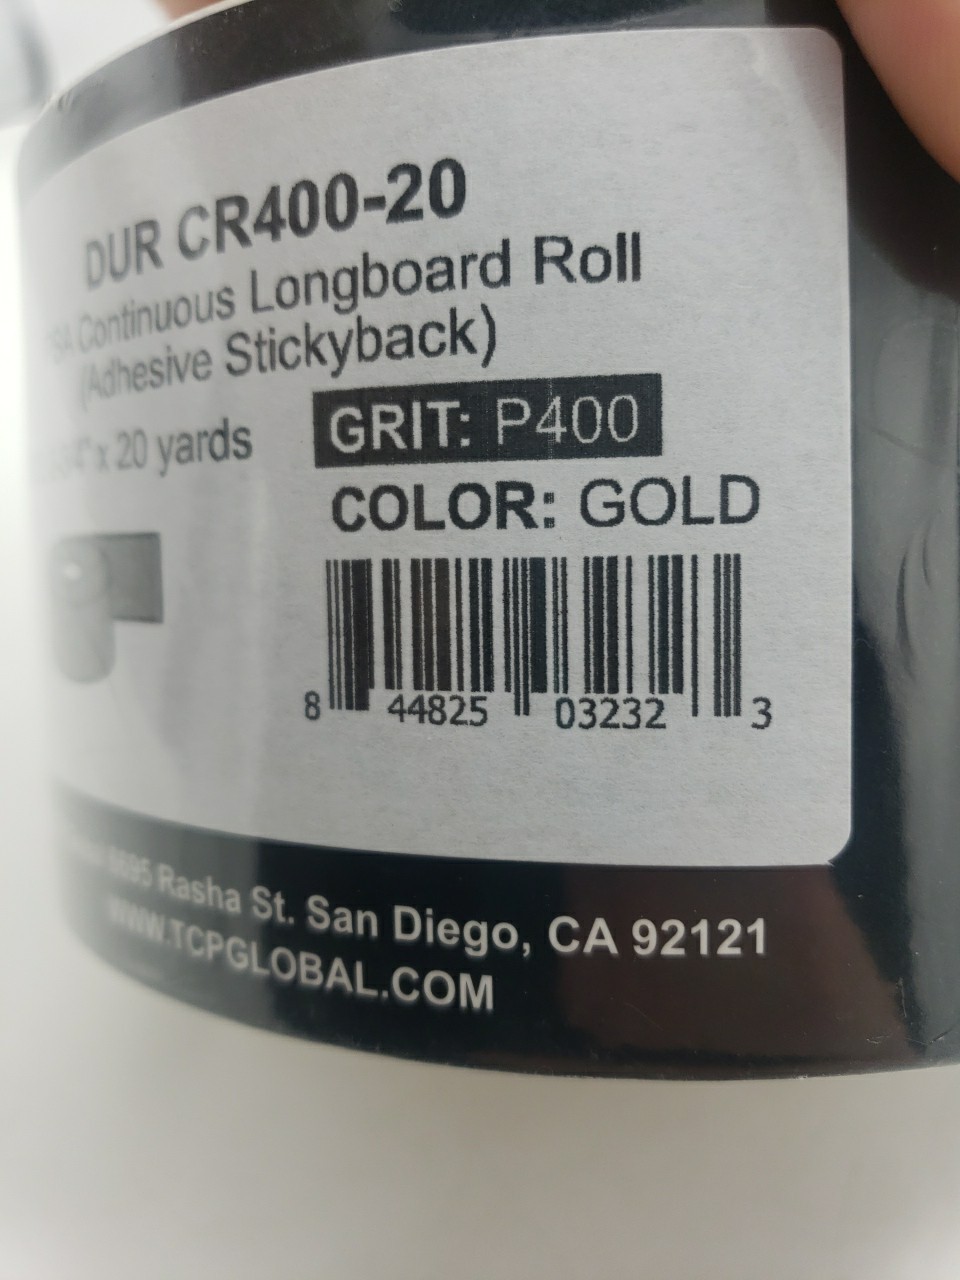 DUR CR400-20
PSA Continuous Longboard Roll
(Adhesive Stickyback)
x 20 yards
GRIT: P400
COLOR: GOLD
8 44825 03232 3
Rasha St. San Diego, CA 92121
WWW.TCPGLOBAL.COM